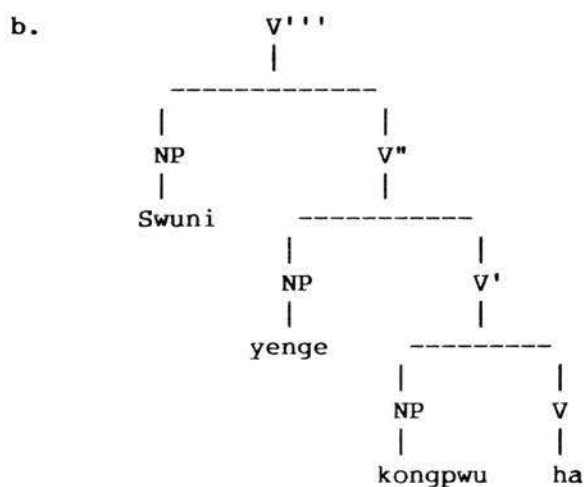 b. V'''
NP V"
Swuni
NP V'
yenge
NP V
kongpwu ha